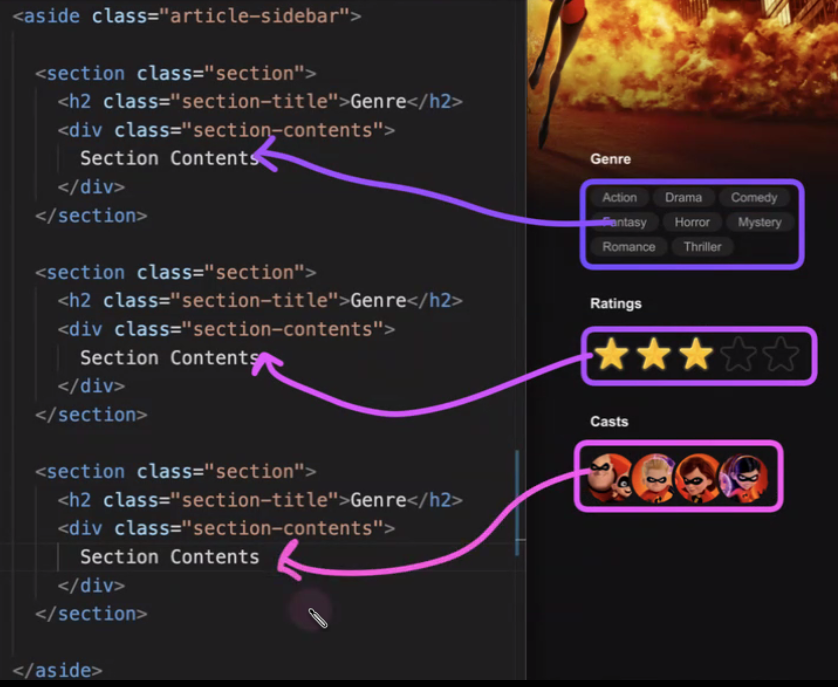 <aside class="article-sidebar">
<section class="section">
<h2 class="section-title">Genre</h2>
<div class="section-contents">
Section Contents
</div>
</section>
<section class="section">
<h2 class="section-title">Genre</h2>
<div class="section-contents">
Section Contents
</div>
</section>
<section class="section">
<h2 class="section-title">Genre</h2>
<div class="section-contents">
Section Contents
</div>
</section>
</aside>
Genre
Action Drama Comedy
Fantasy Horror Mystery
Romance Thriller
Ratings
Casts